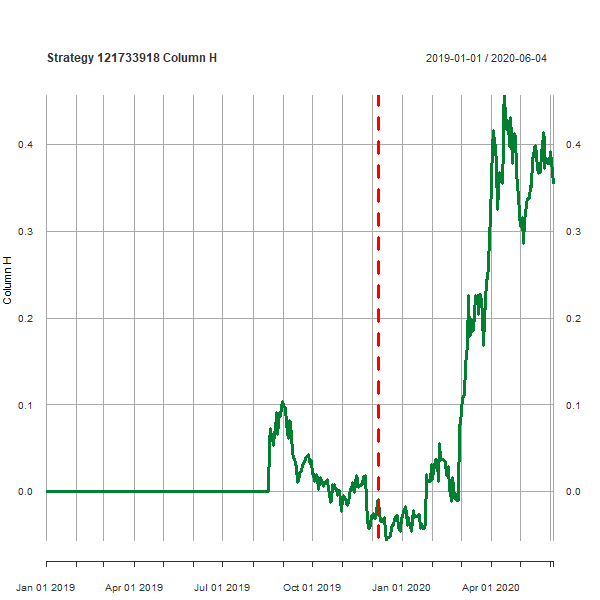 Strategy 121733918 Column H
2019-01-01 / 2020-06-04
Column H
0.4
0.3
0.2
0.1
0.0
0.4
0.3
0.2
0.1
0.0
Jan 01 2019
Apr 01 2019
Jul 01 2019
Oct 01 2019
Jan 01 2020
Apr 01 2020